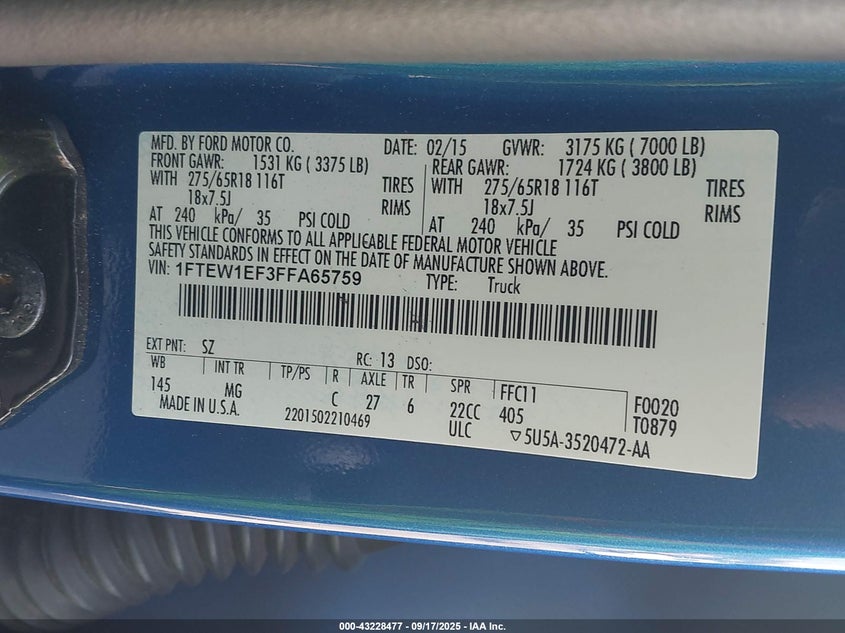 MFD. BY FORD MOTOR CO. DATE: 02/15 GVWR: 3175 KG ( 7000 LB)
FRONT GAWR: 1531 KG ( 3375 LB) REAR GAWR: 1724 KG ( 3800 LB)
WITH 275/65R18 116T TIRES WITH 275/65R18 116T TIRES
18x7.5J RIMS 18x7.5J RIMS
AT 240 kPa/ 35 PSI COLD AT 240 kPa/ 35 PSI COLD
THIS VEHICLE CONFORMS TO ALL APPLICABLE FEDERAL MOTOR VEHICLE
SAFETY STANDARDS IN EFFECT ON THE DATE OF MANUFACTURE SHOWN ABOVE.
VIN: 1FTEW1EF3FFA65759 TYPE: Truck
EXT PNT: SZ RC: 13 DSO:
WB INT TR TP/PS R AXLE TR SPR FFC11 F0020
145 MG C 27 6 22CC 405 T0879
MADE IN U.S.A. 2201502210469 ULC ▽5U5A-3520472-AA
000-43228477 - 09/17/2025 - IAA Inc.